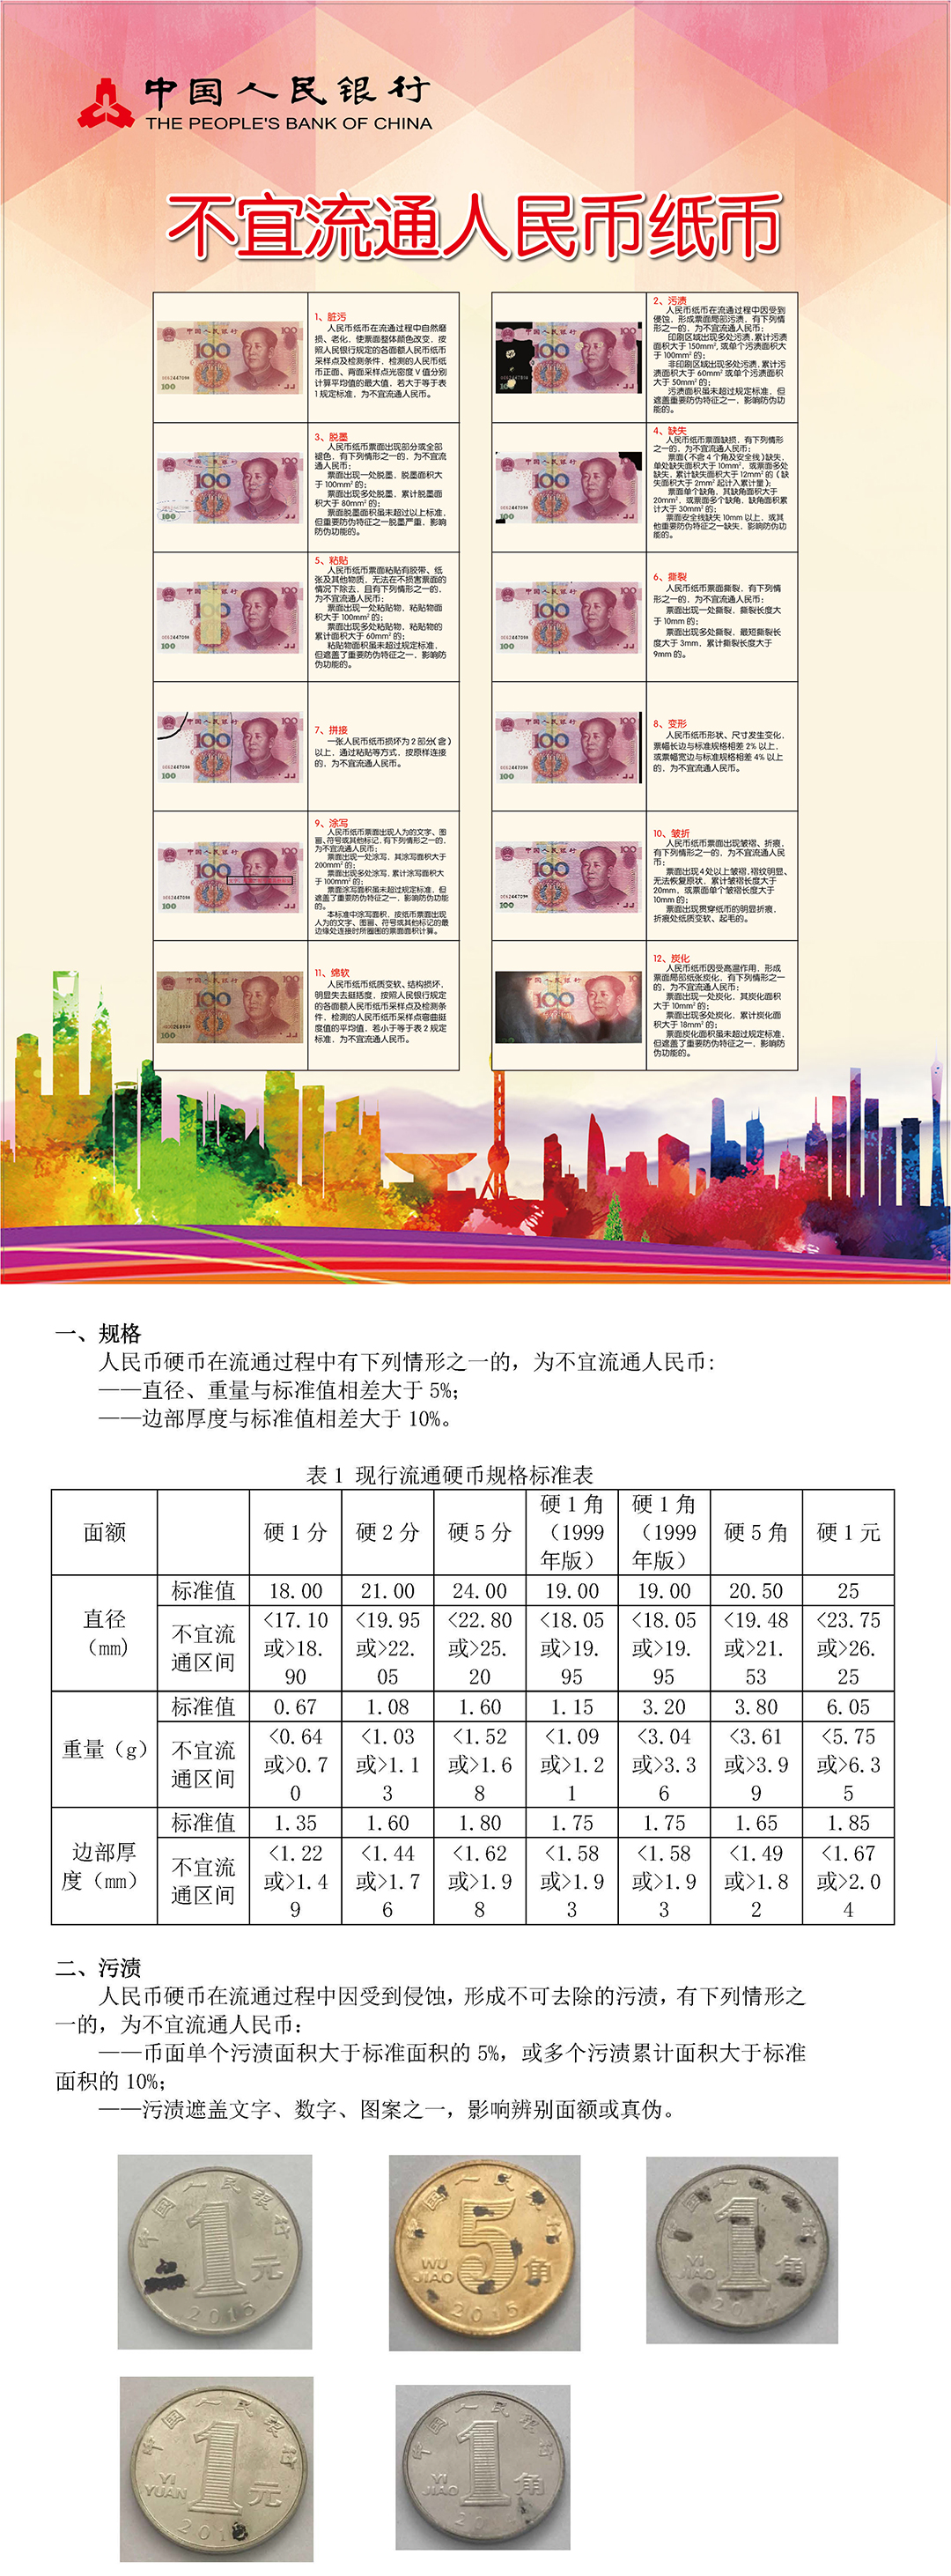 中国人民银行
THE PEOPLE'S BANK OF CHINA
不宜流通人民币纸币
1、脏污
人民币纸币在流通过程中自然磨
损、老化，使票面整体颜色改变，按
照人民银行规定的各面额人民币纸币
采样点及检测条件，检测的人民币纸
币正面、背面采样点光密度 V 值分别
计算平均值的最大值，若大于等于表
1 规定标准，为不宜流通人民币。
2、污渍
人民币纸币在流通过程中因受到
侵蚀，形成票面局部污渍，有下列情
形之一的，为不宜流通人民币：
印刷区域出现多处污渍，累计污渍
面积大于 150mm²，或单个污渍面积大
于 100mm² 的；
非印刷区域出现多处污渍，累计污
渍面积大于 60mm² 或单个污渍面积
大于 50mm² 的；
污渍面积虽未超过规定标准，但
遮盖重要防伪特征之一，影响防伪功
能的。
3、脱墨
人民币纸币票面出现部分或全部
褪色，有下列情形之一的，为不宜流
通人民币：
票面出现一处脱墨，脱墨面积大
于 100mm² 的；
票面出现多处脱墨，累计脱墨面
积大于 80mm² 的；
票面脱墨面积虽未超过以上标准，
但重要防伪特征之一脱墨严重，影响
防伪功能的。
4、缺失
人民币纸币票面缺损，有下列情形
之一的，为不宜流通人民币：
票面（不含 4 个角及安全线）缺失，
单处缺失面积大于 10mm²，或票面多处
缺失，累计缺失面积大于 12mm² 的（缺
失面积大于 2mm² 起计入累计量）；
票面单个缺角，其缺角面积大于
20mm²，或票面多个缺角，缺角面积累
计大于 30mm² 的；
票面安全线缺失 10mm 以上，或其
他重要防伪特征之一缺失，影响防伪功
能的。
5、粘贴
人民币纸币票面粘贴有胶带、纸
张及其他物质，无法在不损害票面的
情况下除去，且有下列情形之一的，
为不宜流通人民币：
票面出现一处粘贴物，粘贴物面
积大于 100mm² 的；
票面出现多处粘贴物，粘贴物的
累计面积大于 60mm² 的；
粘贴物面积虽未超过规定标准，
但遮盖了重要防伪特征之一，影响防
伪功能的。
6、撕裂
人民币纸币票面撕裂，有下列情
形之一的，为不宜流通人民币：
票面出现一处撕裂，撕裂长度大
于 10mm 的；
票面出现多处撕裂，最短撕裂长
度大于 3mm，累计撕裂长度大于
9mm 的。
7、拼接
一张人民币纸币损坏为 2 部分（含）
以上，通过粘贴等方式，按原样连接
的，为不宜流通人民币。
8、变形
人民币纸币形状、尺寸发生变化，
票幅长边与标准规格相差 2% 以上，
或票幅宽边与标准规格相差 4% 以上
的，为不宜流通人民币。
9、涂写
人民币纸币票面出现人为的文字、图
画、符号或其他标记，有下列情形之一的，
为不宜流通人民币：
票面出现一处涂写，其涂写面积大于
200mm² 的；
票面出现多处涂写，累计涂写面积大
于 100mm² 的；
票面涂写面积虽未超过规定标准，但
遮盖了重要防伪特征之一，影响防伪功能
的。
本标准中涂写面积，按纸币票面出现
人为的文字、图画、符号或其他标记的最
边缘处连接时所圈围的票面面积计算。
10、皱折
人民币纸币票面出现皱褶、折痕，
有下列情形之一的，为不宜流通人民
币：
票面出现 4 处以上皱褶，褶纹明显、
无法恢复原状，累计皱褶长度大于
20mm，或票面单个皱褶长度大于
10mm 的；
票面出现贯穿纸币的明显折痕，
折痕处纸质变软、起毛的。
11、绵软
人民币纸币纸质变软、结构损坏，
明显失去挺括度，按照人民银行规定
的各面额人民币纸币采样点及检测条
件，检测的人民币纸币采样点弯曲挺
度值的平均值，若小于等于表 2 规定
标准，为不宜流通人民币。
12、炭化
人民币纸币因受高温作用，形成
票面局部纸张炭化，有下列情形之一
的，为不宜流通人民币：
票面出现一处炭化，其炭化面积
大于 10mm² 的；
票面出现多处炭化，累计炭化面
积大于 18mm² 的；
票面炭化面积虽未超过规定标准，
但遮盖了重要防伪特征之一，影响防
伪功能的。
一、规格
人民币硬币在流通过程中有下列情形之一的，为不宜流通人民币:
——直径、重量与标准值相差大于 5%;
——边部厚度与标准值相差大于 10%。
表 1 现行流通硬币规格标准表
面额 硬 1 分 硬 2 分 硬 5 分 硬 1 角（1999年版） 硬 1 角（1999年版） 硬 5 角 硬 1 元
直径（mm） 标准值 18.00 21.00 24.00 19.00 19.00 20.50 25
不宜流通区间 <17.10或>18.90 <19.95或>22.05 <22.80或>25.20 <18.05或>19.95 <18.05或>19.95 <19.48或>21.53 <23.75或>26.25
重量（g） 标准值 0.67 1.08 1.60 1.15 3.20 3.80 6.05
不宜流通区间 <0.64或>0.70 <1.03或>1.13 <1.52或>1.68 <1.09或>1.21 <3.04或>3.36 <3.61或>3.99 <5.75或>6.35
边部厚度（mm） 标准值 1.35 1.60 1.80 1.75 1.75 1.65 1.85
不宜流通区间 <1.22或>1.49 <1.44或>1.76 <1.62或>1.98 <1.58或>1.93 <1.58或>1.93 <1.49或>1.82 <1.67或>2.04
二、污渍
人民币硬币在流通过程中因受到侵蚀，形成不可去除的污渍，有下列情形之
一的，为不宜流通人民币:
——币面单个污渍面积大于标准面积的 5%，或多个污渍累计面积大于标准
面积的 10%;
——污渍遮盖文字、数字、图案之一，影响辨别面额或真伪。
中国人民银行
1元
2015
中国人民银行
5角
WU JIAO
2015
中国人民银行
1角
YI JIAO
中国人民银行
1元
YI YUAN
中国人民银行
1角
YI JIAO